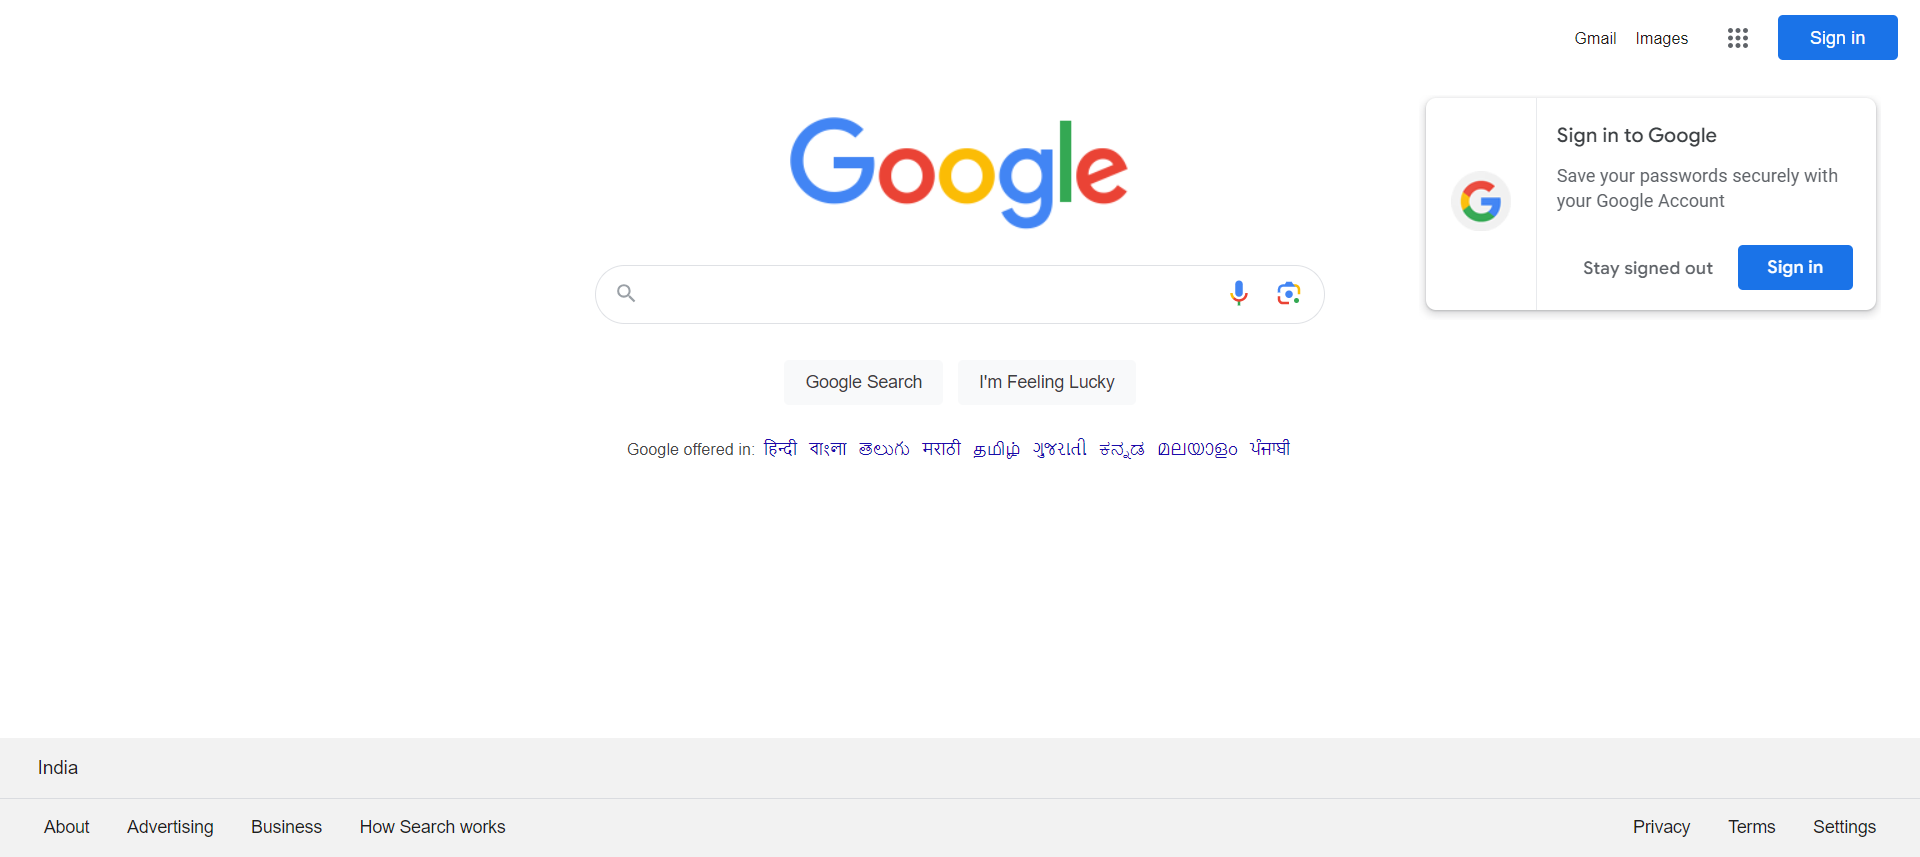 Gmail Images Sign in
Google
Sign in to Google
Save your passwords securely with
your Google Account
Stay signed out Sign in
Google Search I'm Feeling Lucky
Google offered in: हिन्दी বাংলা తెలుగు मराठी தமிழ் ગુજરાતી ಕನ್ನಡ മലയാളം ਪੰਜਾਬੀ
India
About Advertising Business How Search works Privacy Terms Settings